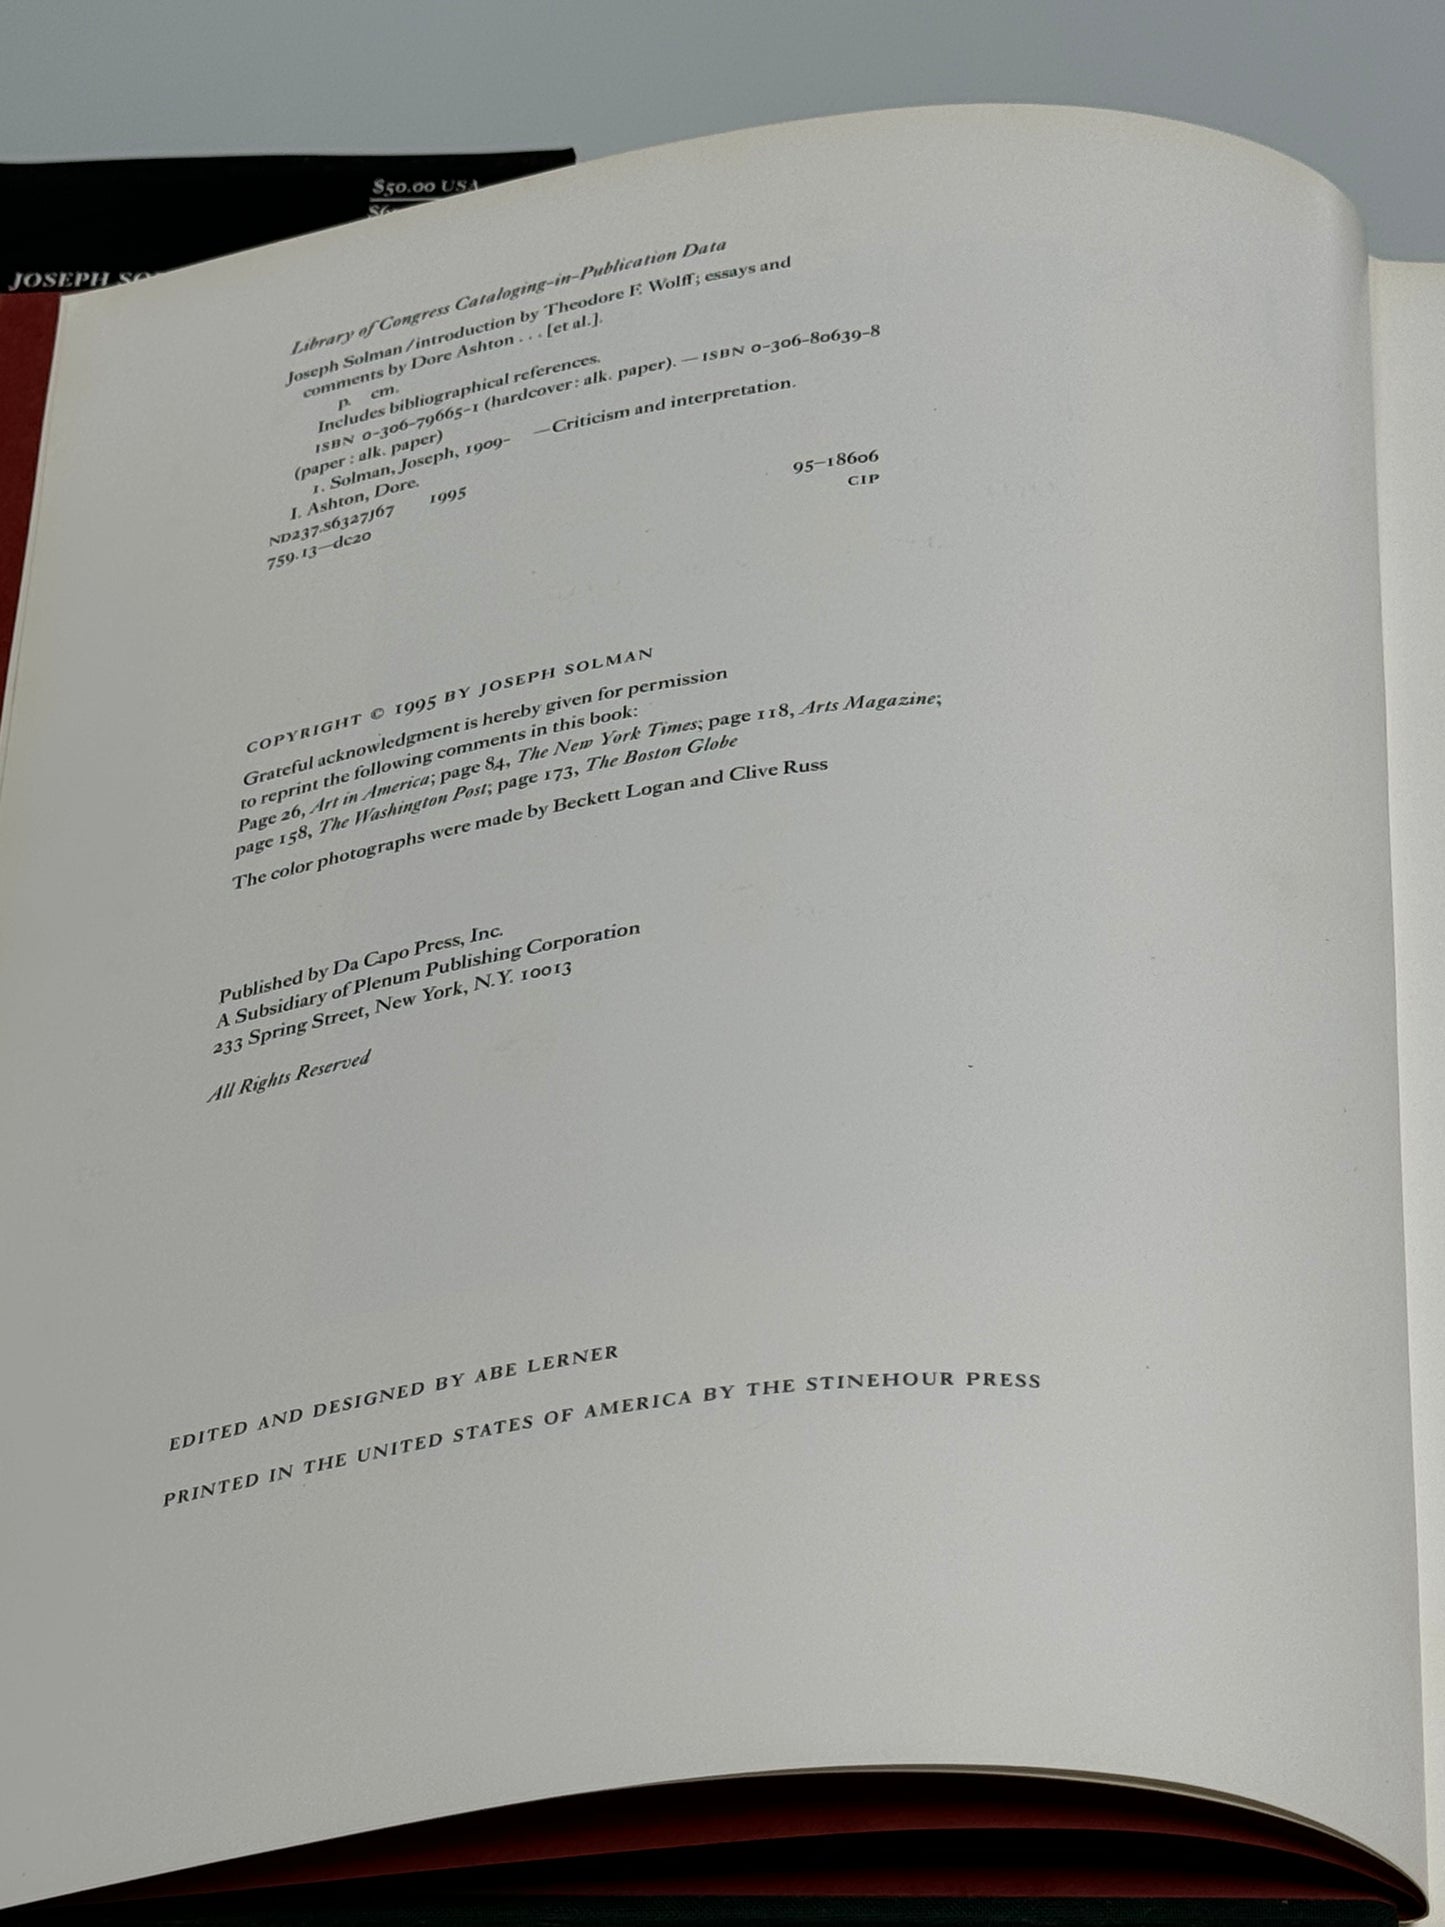 $50.00 USA
JOSEPH
Library of Congress Cataloging-in-Publication Data
Joseph Solman / introduction by Theodore F. Wolff; essays and
comments by Dore Ashton . . . [et al.].
p. cm.
Includes bibliographical references.
ISBN 0-306-79665-1 (hardcover: alk. paper). — ISBN 0-306-80639-8
(paper : alk. paper)
1. Solman, Joseph, 1909- —Criticism and interpretation.
I. Ashton, Dore.
ND237.S6327J67 1995
759.13—dc20
95-18606
CIP
COPYRIGHT © 1995 BY JOSEPH SOLMAN
Grateful acknowledgment is hereby given for permission
to reprint the following comments in this book:
Page 26, Art in America; page 84, The New York Times; page 118, Arts Magazine;
page 158, The Washington Post; page 173, The Boston Globe
The color photographs were made by Beckett Logan and Clive Russ
Published by Da Capo Press, Inc.
A Subsidiary of Plenum Publishing Corporation
233 Spring Street, New York, N.Y. 10013
All Rights Reserved
EDITED AND DESIGNED BY ABE LERNER
PRINTED IN THE UNITED STATES OF AMERICA BY THE STINEHOUR PRESS